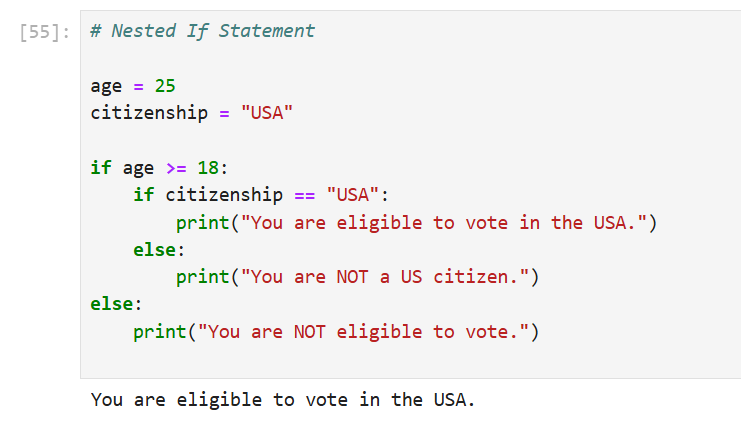 [55]: # Nested If Statement
age = 25
citizenship = "USA"
if age >= 18:
    if citizenship == "USA":
        print("You are eligible to vote in the USA.")
    else:
        print("You are NOT a US citizen.")
else:
    print("You are NOT eligible to vote.")
You are eligible to vote in the USA.